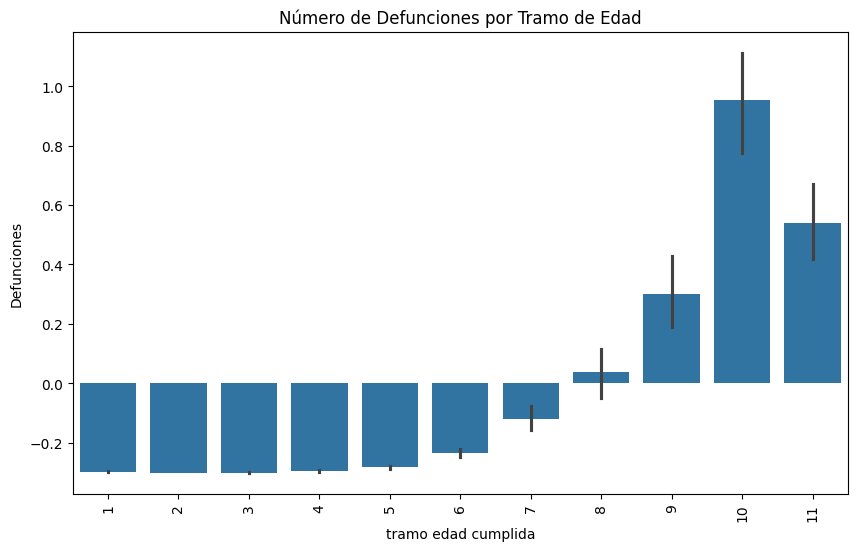 Número de Defunciones por Tramo de Edad
Defunciones
1.0
0.8
0.6
0.4
0.2
0.0
−0.2
1 2 3 4 5 6 7 8 9 10 11
tramo edad cumplida